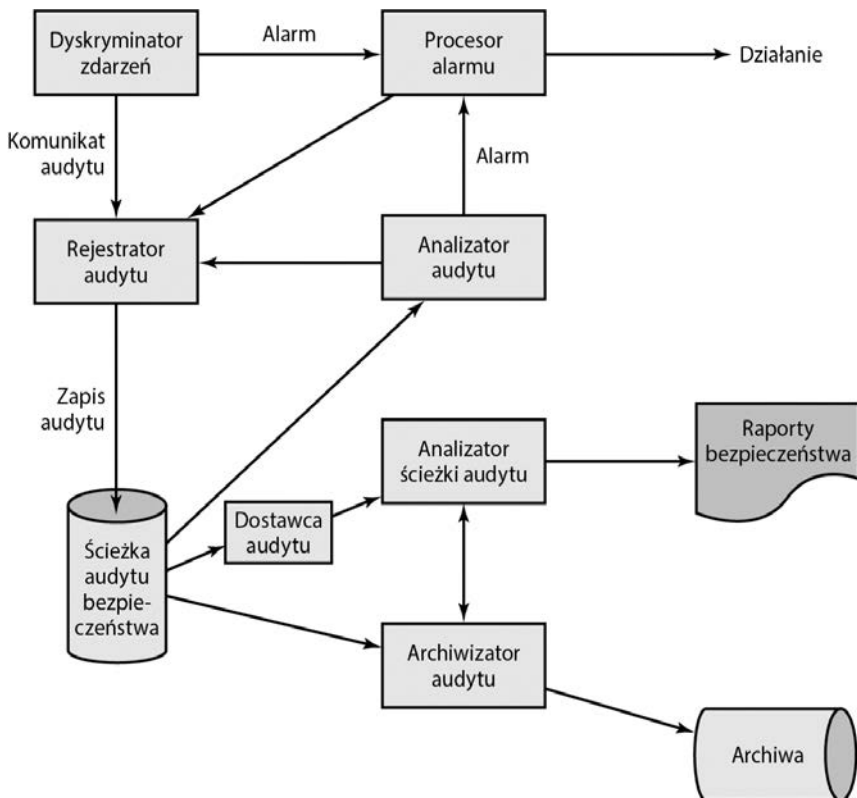 Dyskryminator
zdarzeń
Alarm
Procesor
alarmu
Działanie
Komunikat
audytu
Alarm
Rejestrator
audytu
Analizator
audytu
Zapis
audytu
Analizator
ścieżki audytu
Raporty
bezpieczeństwa
Dostawca
audytu
Ścieżka
audytu
bezpie-
czeństwa
Archiwizator
audytu
Archiwa